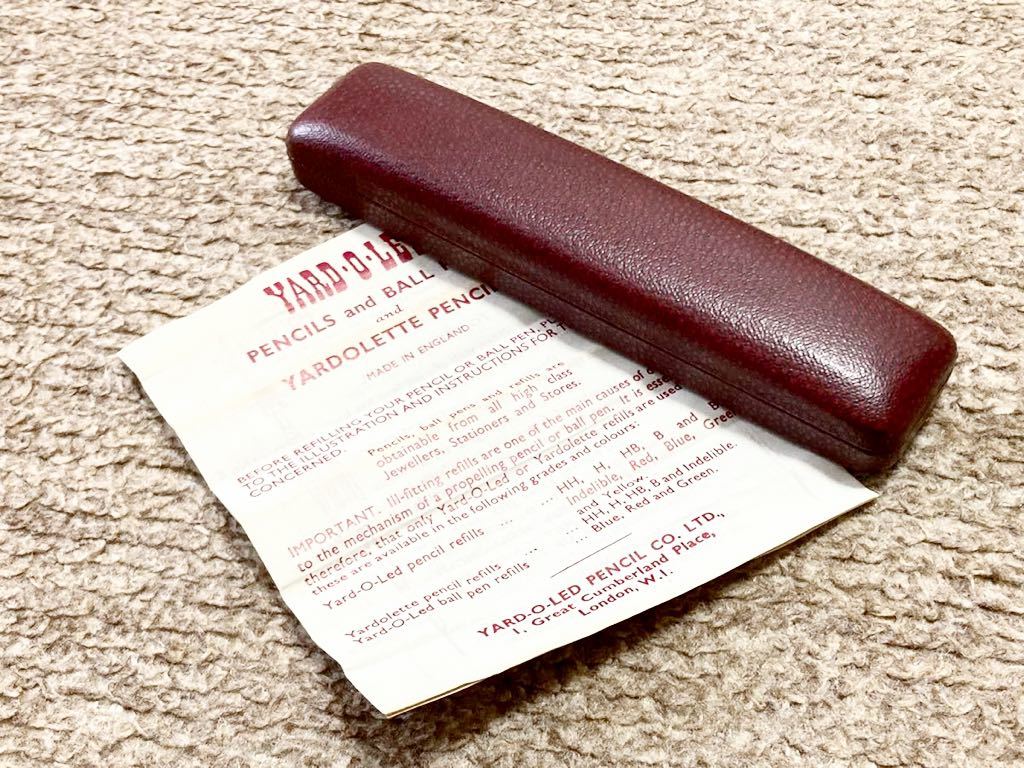 YARD·O·LE
PENCILS and BALL
and
YARDOLETTE PENCI
MADE IN ENGLAND
BEFORE REFILLING YOUR PENCIL OR BALL PEN,
TO THE ILLUSTRATION AND INSTRUCTIONS FOR
CONCERNED.
Pencils, ball pens and refills are
obtainable from all high class
Jewellers, Stationers and Stores.
IMPORTANT. Ill-fitting refills are one of the main causes of
to the mechanism of a propelling pencil or ball pen. It is
therefore, that only Yard-O-Led or Yardolette refills are used
these are available in the following grades and colours:
Yard-O-Led pencil refills ... ... HH, H, HB, B, and
Indelible, Red, Blue,
and Yellow.
Yardolette pencil refills ... HH, H, HB, B and Indelible.
Yard-O-Led ball pen refills ... ... Blue, Red and Green.
YARD-O-LED PENCIL CO. LTD.,
1, Great Cumberland Place,
London, W.1.